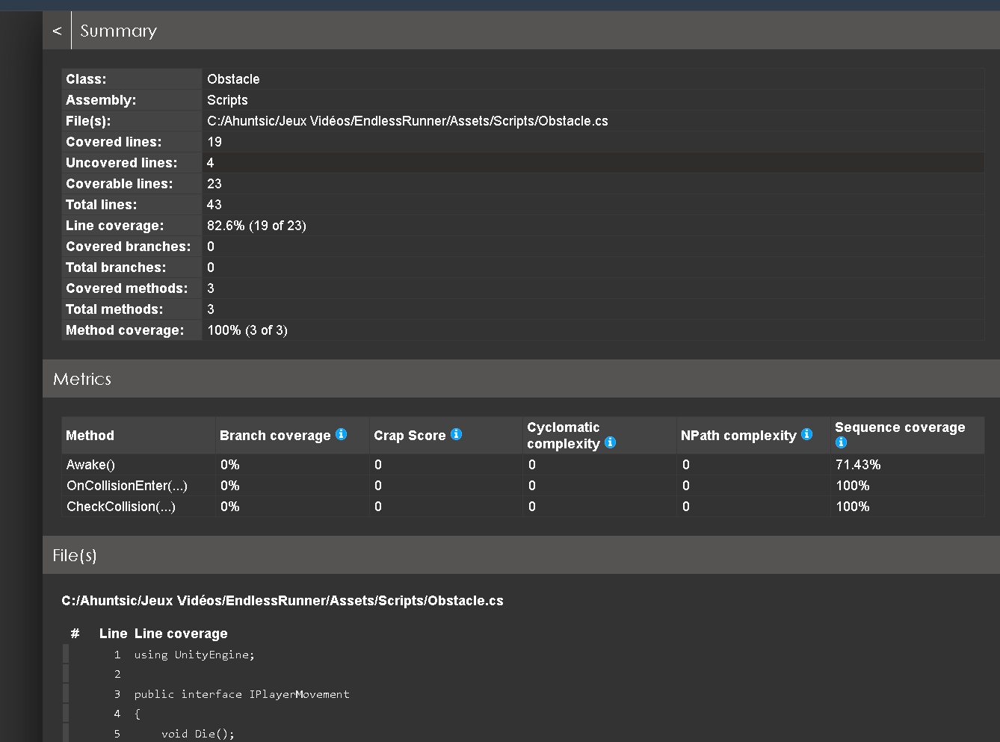 < Summary
Class: Obstacle
Assembly: Scripts
File(s): C:/Ahuntsic/Jeux Vidéos/EndlessRunner/Assets/Scripts/Obstacle.cs
Covered lines: 19
Uncovered lines: 4
Coverable lines: 23
Total lines: 43
Line coverage: 82.6% (19 of 23)
Covered branches: 0
Total branches: 0
Covered methods: 3
Total methods: 3
Method coverage: 100% (3 of 3)
Metrics
Method Branch coverage i Crap Score i Cyclomatic complexity i NPath complexity i Sequence coverage i
Awake() 0% 0 0 0 71.43%
OnCollisionEnter(...) 0% 0 0 0 100%
CheckCollision(...) 0% 0 0 0 100%
File(s)
C:/Ahuntsic/Jeux Vidéos/EndlessRunner/Assets/Scripts/Obstacle.cs
# Line Line coverage
1 using UnityEngine;
2
3 public interface IPlayerMovement
4 {
5 void Die();